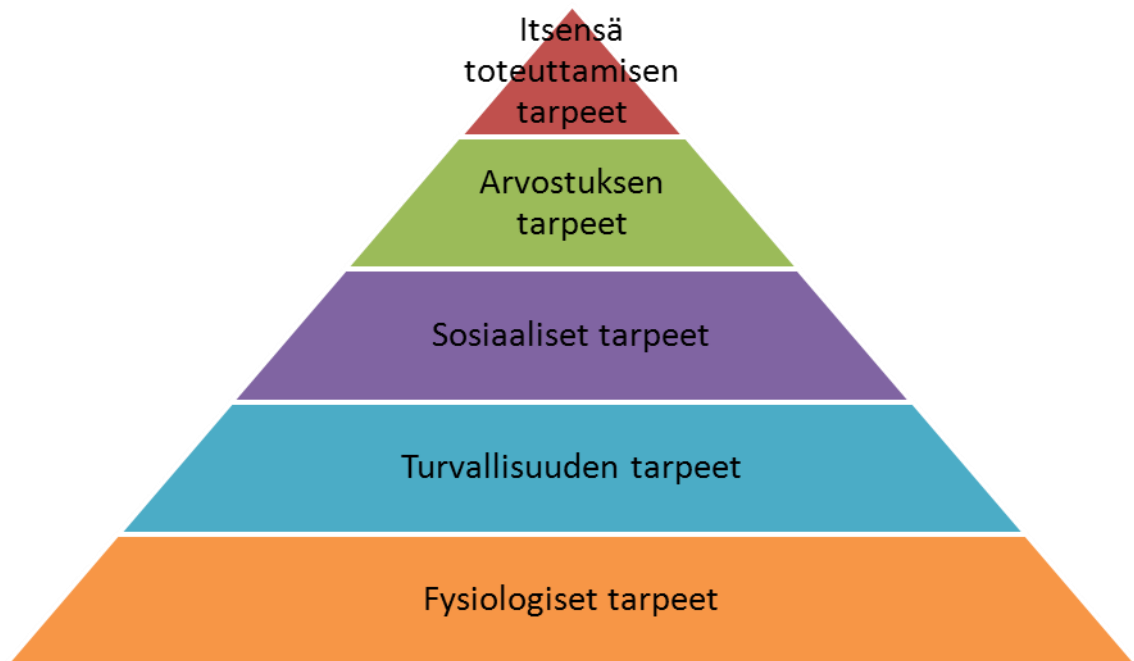 Itsensä
toteuttamisen
tarpeet
Arvostuksen
tarpeet
Sosiaaliset tarpeet
Turvallisuuden tarpeet
Fysiologiset tarpeet